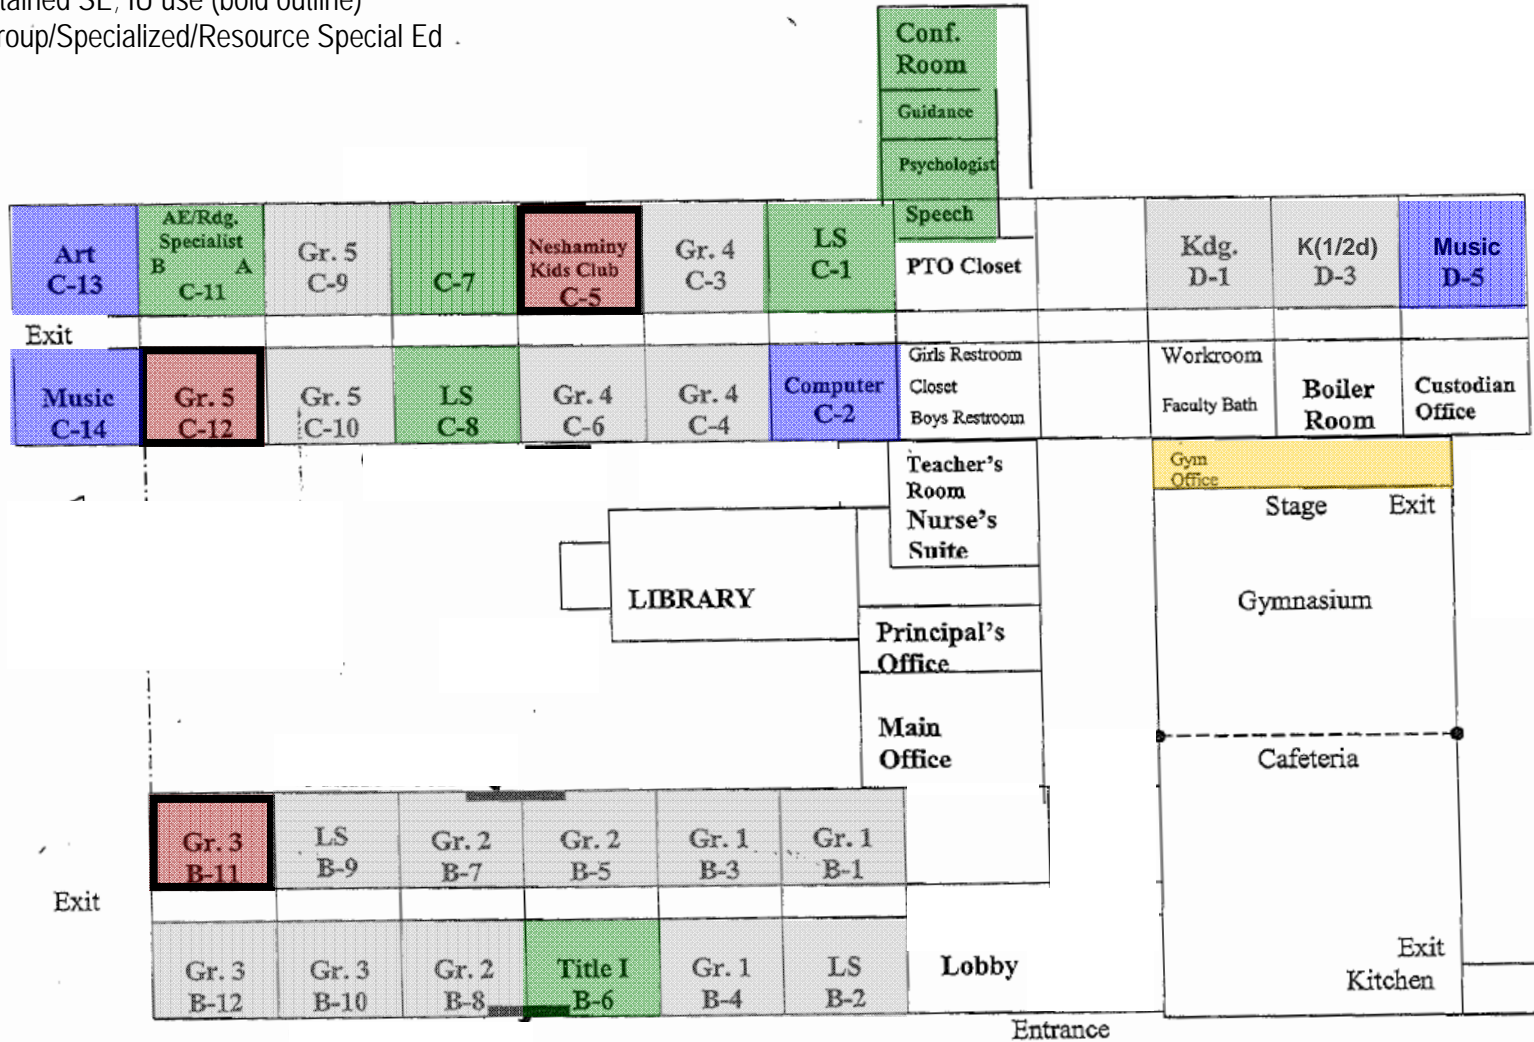 tained SE, IU use (bold outline)
roup/Specialized/Resource Special Ed
Conf.
Room
Guidance
Psychologist
Speech
PTO Closet
Art
C-13
AE/Rdg.
Specialist
B A
C-11
Gr. 5
C-9
C-7
Neshaminy
Kids Club
C-5
Gr. 4
C-3
LS
C-1
Kdg.
D-1
K(1/2d)
D-3
Music
D-5
Exit
Music
C-14
Gr. 5
C-12
Gr. 5
C-10
LS
C-8
Gr. 4
C-6
Gr. 4
C-4
Computer
C-2
Girls Restroom
Closet
Boys Restroom
Workroom
Faculty Bath
Boiler
Room
Custodian
Office
Teacher's
Room
Nurse's
Suite
Gym
Office
Stage Exit
LIBRARY
Gymnasium
Principal's
Office
Main
Office
Cafeteria
Gr. 3
B-11
LS
B-9
Gr. 2
B-7
Gr. 2
B-5
Gr. 1
B-3
Gr. 1
B-1
Exit
Gr. 3
B-12
Gr. 3
B-10
Gr. 2
B-8
Title I
B-6
Gr. 1
B-4
LS
B-2
Lobby
Exit
Kitchen
Entrance